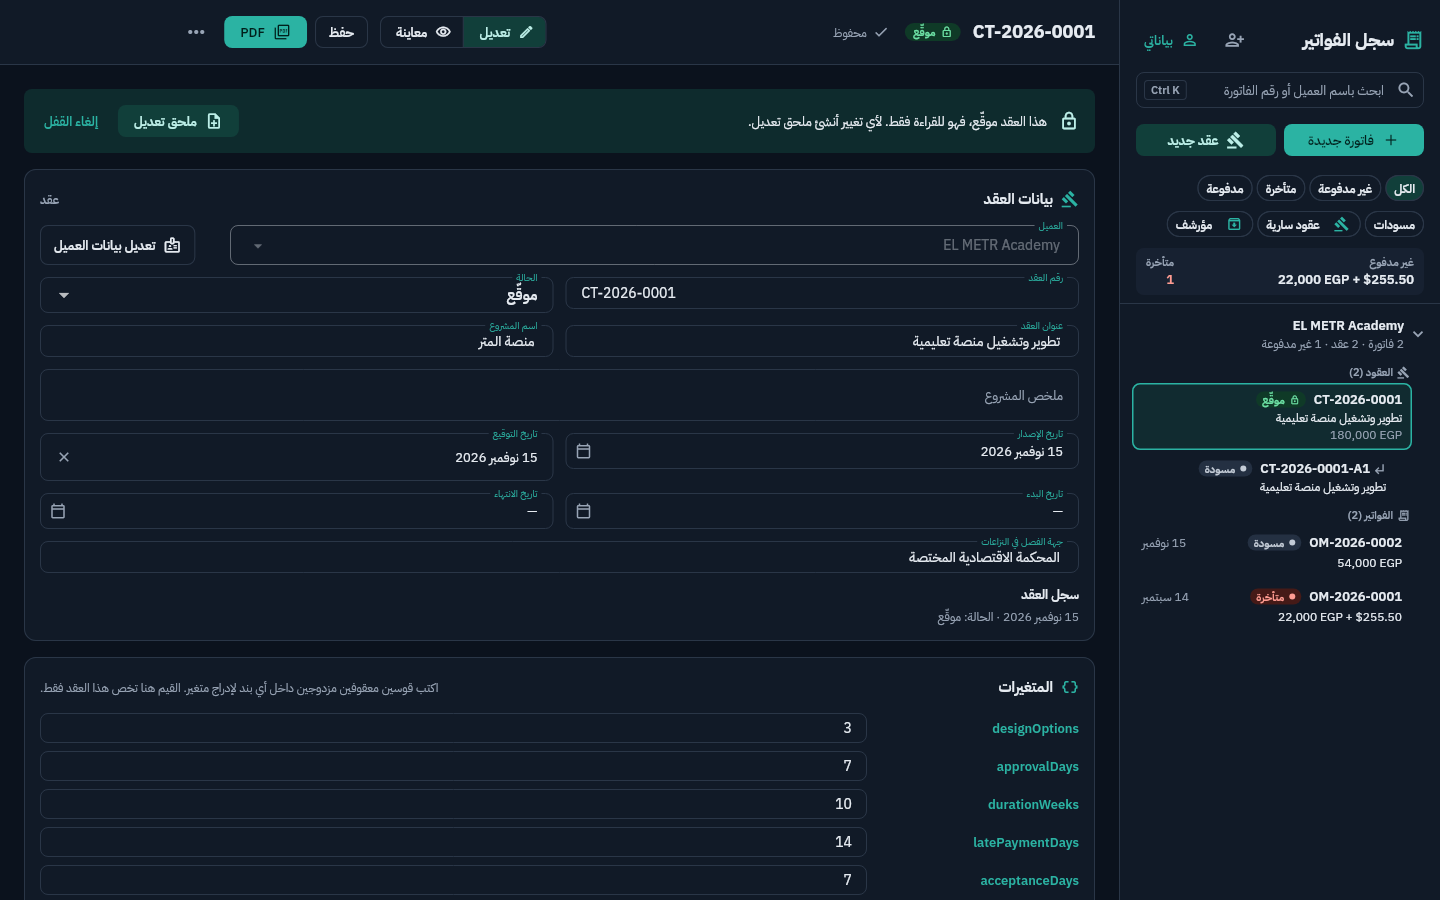 سجل الفواتير
بياناتي
ابحث باسم العميل أو رقم الفاتورة
Ctrl K
فاتورة جديدة
عقد جديد
الكل
غير مدفوعة
متأخرة
مدفوعة
مسودات
عقود سارية
مؤرشف
غير مدفوع
متأخرة
22,000 EGP + $255.50
1
EL METR Academy
2 فاتورة · 2 عقد · 1 غير مدفوعة
العقود (2)
CT-2026-0001 موقّع
تطوير وتشغيل منصة تعليمية
180,000 EGP
CT-2026-0001-A1 مسودة
تطوير وتشغيل منصة تعليمية
الفواتير (2)
OM-2026-0002 مسودة 15 نوفمبر
54,000 EGP
OM-2026-0001 متأخرة 14 سبتمبر
22,000 EGP + $255.50
CT-2026-0001 موقّع محفوظ
تعديل
معاينة
حفظ
PDF
هذا العقد موقّع، فهو للقراءة فقط. لأي تغيير أنشئ ملحق تعديل.
ملحق تعديل
إلغاء القفل
بيانات العقد
عقد
العميل
EL METR Academy
تعديل بيانات العميل
رقم العقد
CT-2026-0001
الحالة
موقّع
عنوان العقد
تطوير وتشغيل منصة تعليمية
اسم المشروع
منصة المتر
ملخص المشروع
تاريخ الإصدار
15 نوفمبر 2026
تاريخ التوقيع
15 نوفمبر 2026
تاريخ البدء
—
تاريخ الانتهاء
—
جهة الفصل في النزاعات
المحكمة الاقتصادية المختصة
سجل العقد
15 نوفمبر 2026 · الحالة: موقّع
المتغيرات
اكتب قوسين معقوفين مزدوجين داخل أي بند لإدراج متغير. القيم هنا تخص هذا العقد فقط.
designOptions
3
approvalDays
7
durationWeeks
10
latePaymentDays
14
acceptanceDays
7